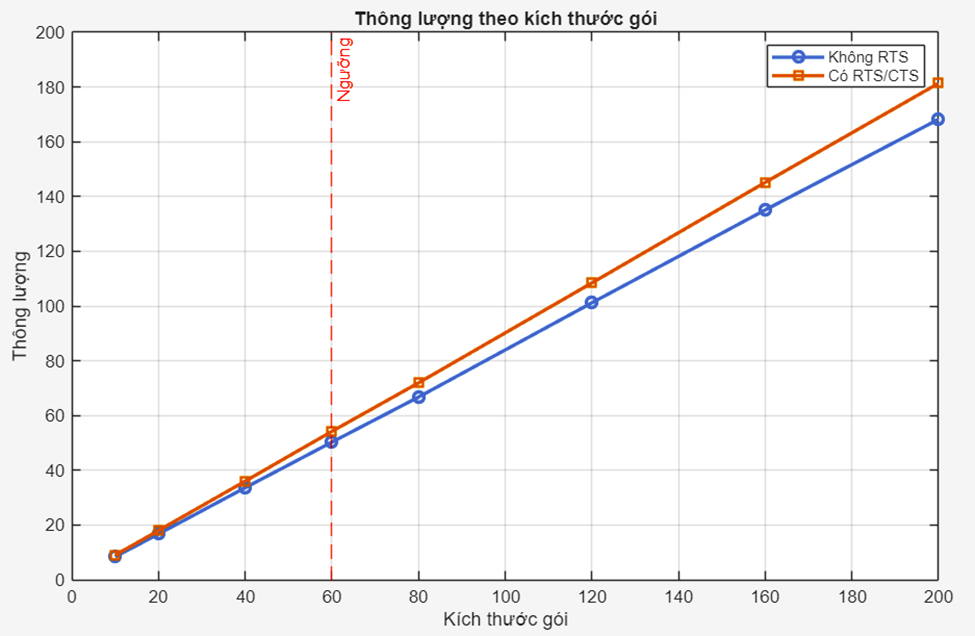 Thông lượng theo kích thước gói
Ngưỡng
Không RTS
Có RTS/CTS
Thông lượng
200
180
160
140
120
100
80
60
40
20
0
0 20 40 60 80 100 120 140 160 180 200
Kích thước gói